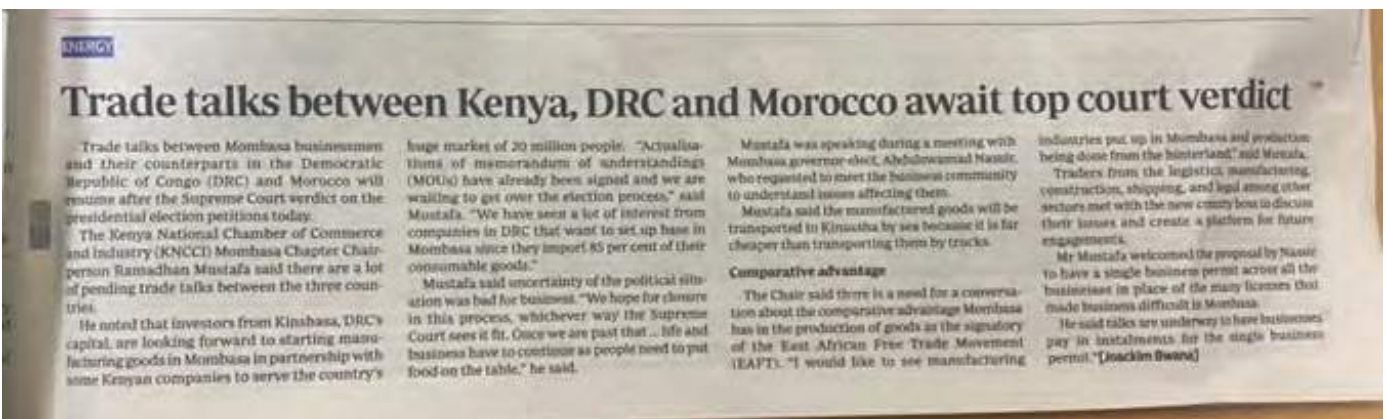 ENERGY
Trade talks between Kenya, DRC and Morocco await top court verdict
Trade talks between Mombasa businessmen
and their counterparts in the Democratic
Republic of Congo (DRC) and Morocco will
resume after the Supreme Court verdict on the
presidential election petitions today.
The Kenya National Chamber of Commerce
and industry (KNCCI) Mombasa Chapter Chair-
person Ramadhan Mustafa said there are a lot
of pending trade talks between the three coun-
tries.
He noted that investors from Kinshasa, DRC's
capital, are looking forward to starting manu-
facturing goods in Mombasa in partnership with
some Kenyan companies to serve the country's
huge market of 20 million people. "Actualisa-
tions of memorandum of understandings
(MOUs) have already been signed and we are
waiting to get over the election process," said
Mustafa. "We have seen a lot of interest from
companies in DRC that want to set up base in
Mombasa since they import 85 per cent of their
consumable goods."
Mustafa said uncertainty of the political situ-
ation was bad for business. "We hope for closure
in this process, whichever way the Supreme
Court sees it fit. Once we are past that ... life and
business have to continue as people need to put
food on the table," he said.
Mustafa was speaking during a meeting with
Mombasa governor-elect, Abdulswamad Nassir,
who requested to meet the business community
to understand issues affecting them.
Mustafa said the manufactured goods will be
transported to Kinsasha by sea because it is far
cheaper than transporting them by trucks.
Comparative advantage
The Chair said there is a need for a conversa-
tion about the comparative advantage Mombasa
has in the production of goods as the signatory
of the East African Free Trade Movement
(EAFT). "I would like to see manufacturing
industries put up in Mombasa and production
being done from the hinterland" said Mustafa.
Traders from the logistics manufacturing,
construction, shipping, and legal among other
sectors met with the new county boss to discuss
their issues and create a platform for future
engagements.
Mr Mustafa welcomed the proposal by Nassir
to have a single business permit across all the
businesses in place of the many licenses that
made business difficult in Mombasa.
He said talks are underway to have businesses
pay in instalments for the single business
permit." [Joackim Bwana]